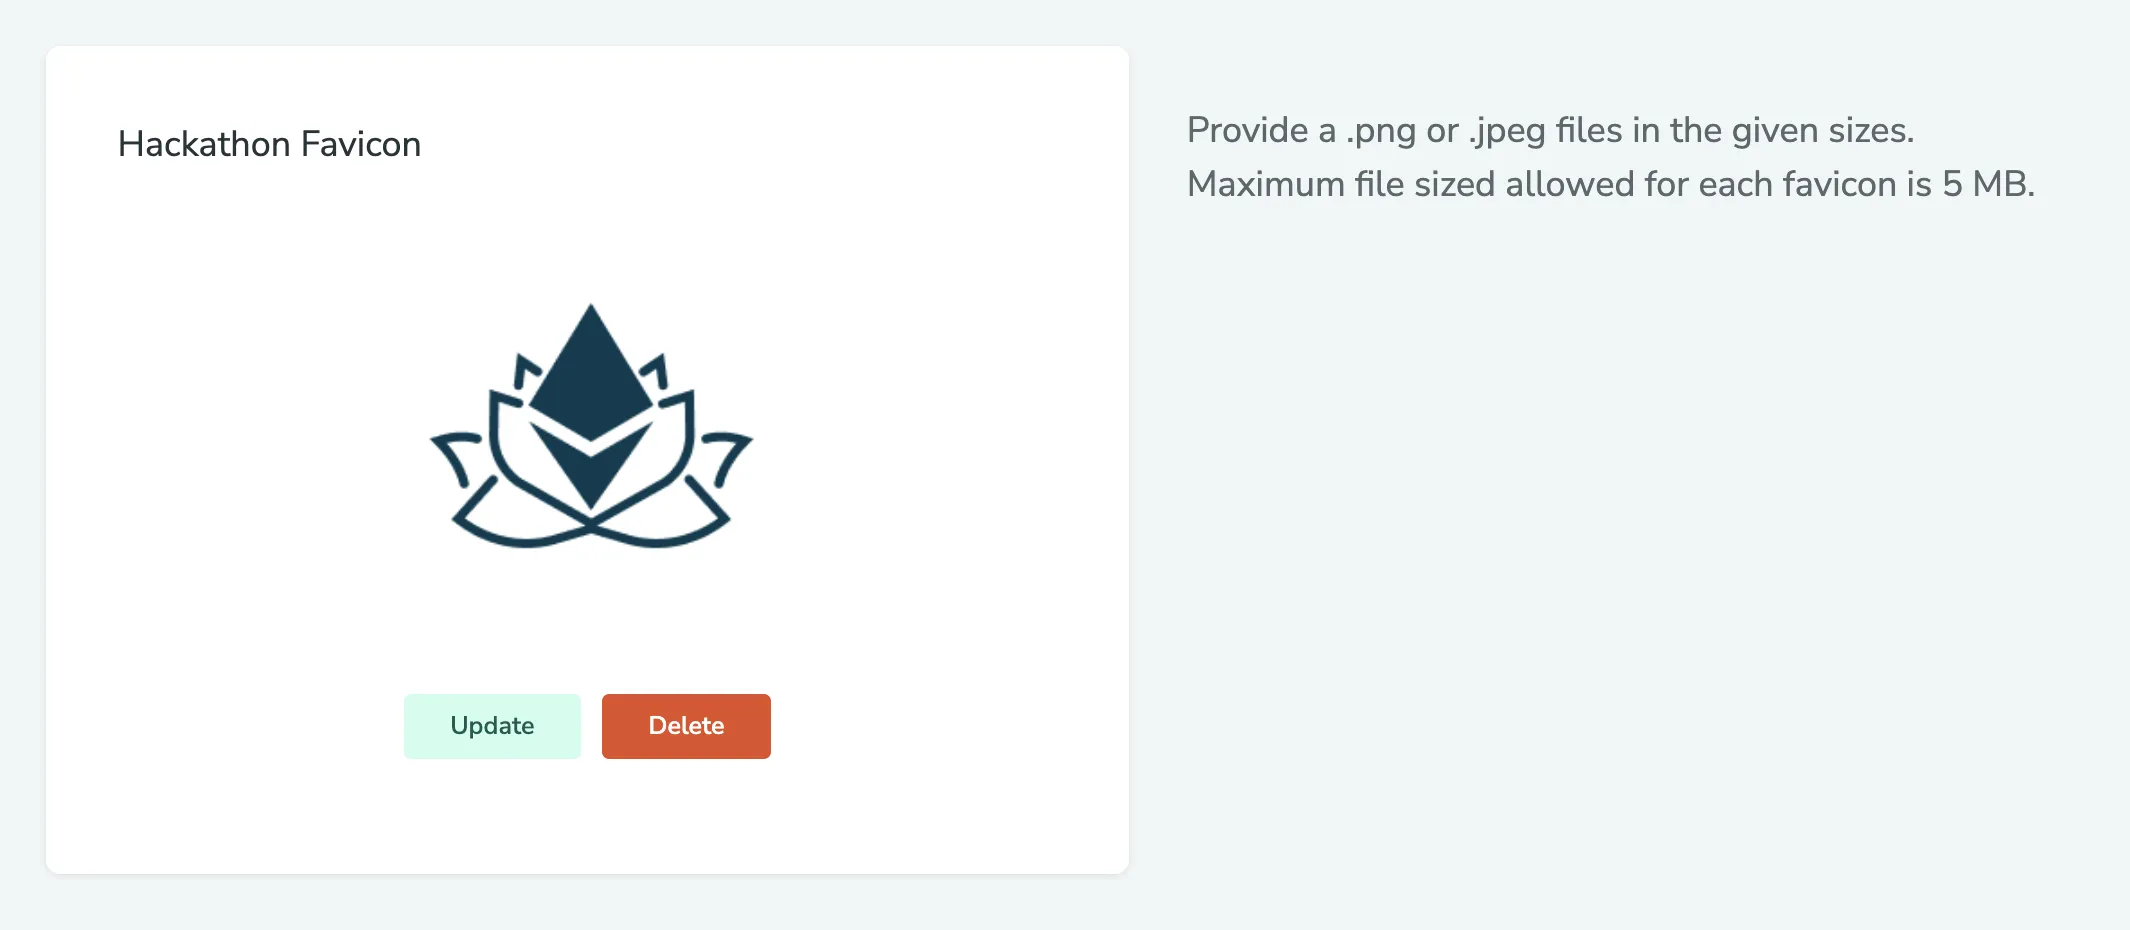 Hackathon Favicon
Provide a .png or .jpeg files in the given sizes.
Maximum file sized allowed for each favicon is 5 MB.
Update
Delete